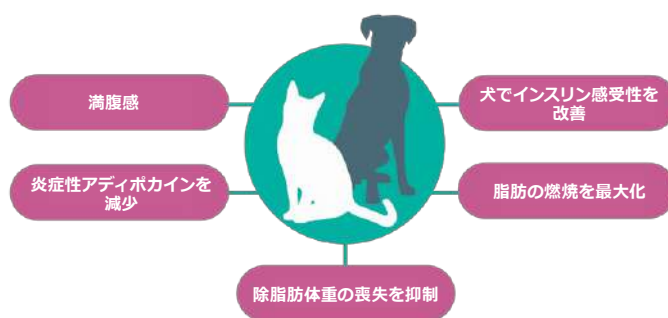 満腹感
犬でインスリン感受性を
改善
炎症性アディポカインを
減少
脂肪の燃焼を最大化
除脂肪体重の喪失を抑制